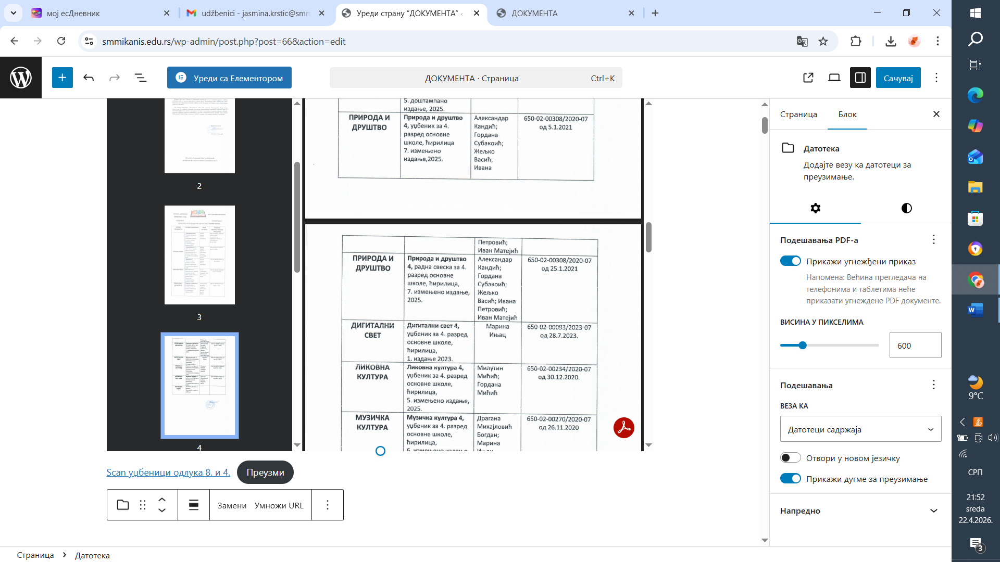 мој есДневник
udžbenici - jasmina.krstic@smm
Уреди страну “ДОКУМЕНТА” ‹
ДОКУМЕНТА
smmikanis.edu.rs/wp-admin/post.php?post=66&action=edit
Уреди са Елементором
ДОКУМЕНТА · Страница
Ctrl+K
Сачувај
2
3
4
5. доштампано
издање, 2025.
ПРИРОДА И
ДРУШТВО
Природа и друштво
4, уџбеник за 4.
разред основне
школе, ћирилица
7. измењено
издање,2025.
Александар
Кандић;
Гордана
Субакоић;
Жељко
Васић;
Ивана
650-02-00308/2020-07
од 5.1.2021
Петровић;
Иван Матејић
ПРИРОДА И
ДРУШТВО
Природа и друштво
4, радна свеска за 4.
разред основне
школе, ћирилица,
7. измењено издање,
2025.
Александар
Кандић;
Гордана
Субакоић;
Жељко
Васић; Ивана
Петровић;
Иван Матејић
650-02-00308/2020-07
од 25.1.2021
ДИГИТАЛНИ
СВЕТ
Дигитални свет 4,
уџбеник за 4. разред
основне школе,
ћирилица,
1. издање 2023.
Марина
Ињац
650-02-00093/2023-07
од 28.7.2023.
ЛИКОВНА
КУЛТУРА
Ликовна култура 4,
уџбеник за 4. разред
основне школе,
ћирилица,
5. измењено издање,
2025.
Милутин
Мићић;
Гордана
Мићић
650-02-00234/2020-07
од 30.12.2020.
МУЗИЧКА
КУЛТУРА
Музичка култура 4,
уџбеник за 4. разред
основне школе,
ћирилица,
6. измењено издање
Драгана
Михајловић
Богдан;
Марина
650-02-00270/2020-07
од 26.11.2020
Scan уџбеници одлука 8. и 4.
Преузми
Замени
Умножи URL
Страница
Блок
Датотека
Додајте везу ка датотеци за
преузимање.
Подешавања PDF-а
Прикажи угнежђени приказ
Напомена: Већина прегледача на
телефонима и таблетима неће
приказати угнеждене PDF документе.
ВИСИНА У ПИКСЕЛИМА
600
Подешавања
ВЕЗА КА
Датотеци садржаја
Отвори у новом језичку
Прикажи дугме за преузимање
Напредно
Страница
Датотека
9°C
СРП
21:52
sreda
22.4.2026.
3